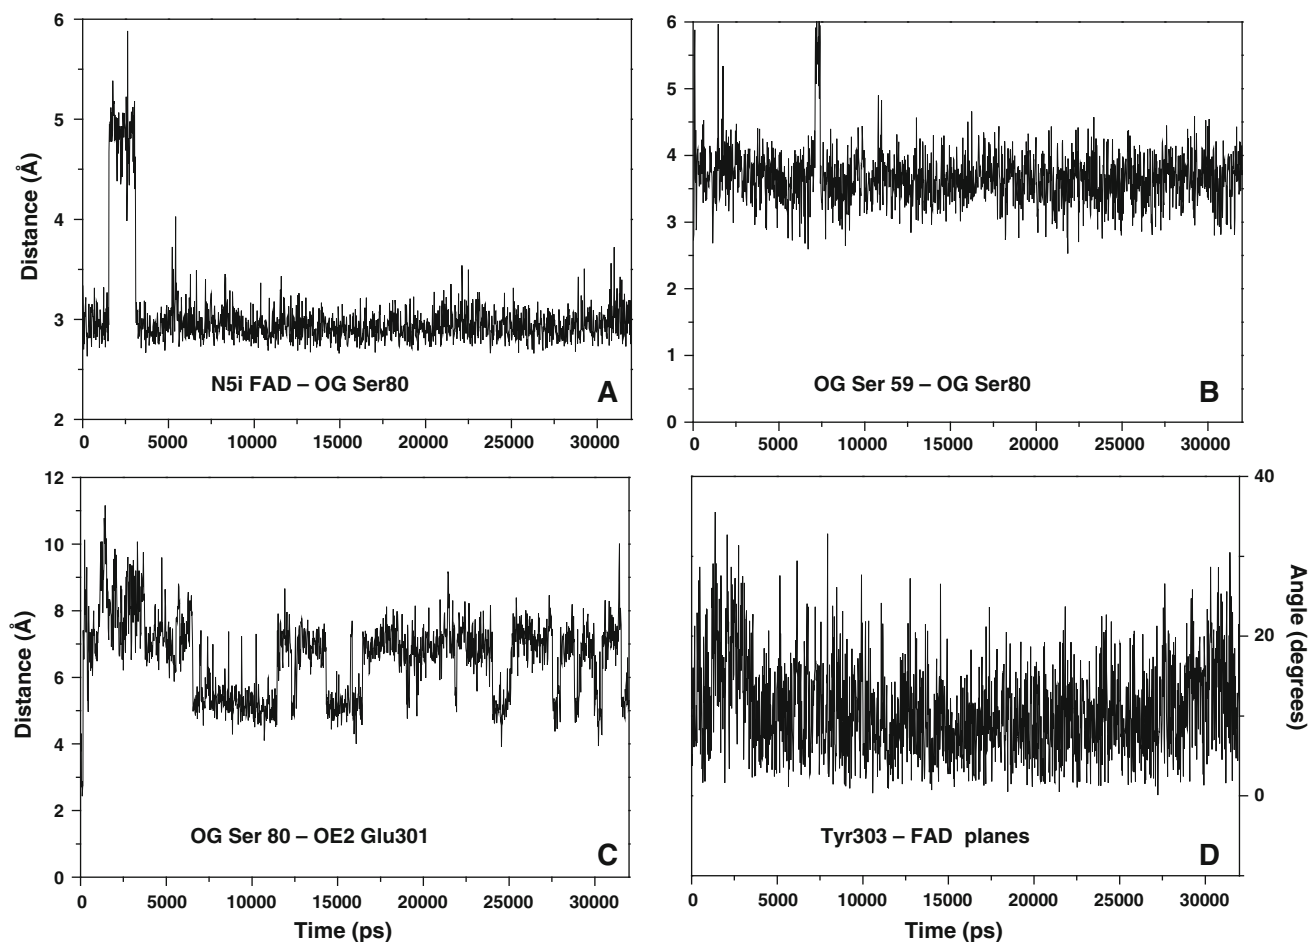 6
5
4
3
2
Distance (Å)
N5i FAD – OG Ser80
A
0 5000 10000 15000 20000 25000 30000
6
5
4
3
2
1
0
OG Ser 59 – OG Ser80
B
0 5000 10000 15000 20000 25000 30000
12
10
8
6
4
2
0
Distance (Å)
OG Ser 80 – OE2 Glu301
C
0 5000 10000 15000 20000 25000 30000
Time (ps)
40
20
0
Angle (degrees)
Tyr303 – FAD planes
D
0 5000 10000 15000 20000 25000 30000
Time (ps)